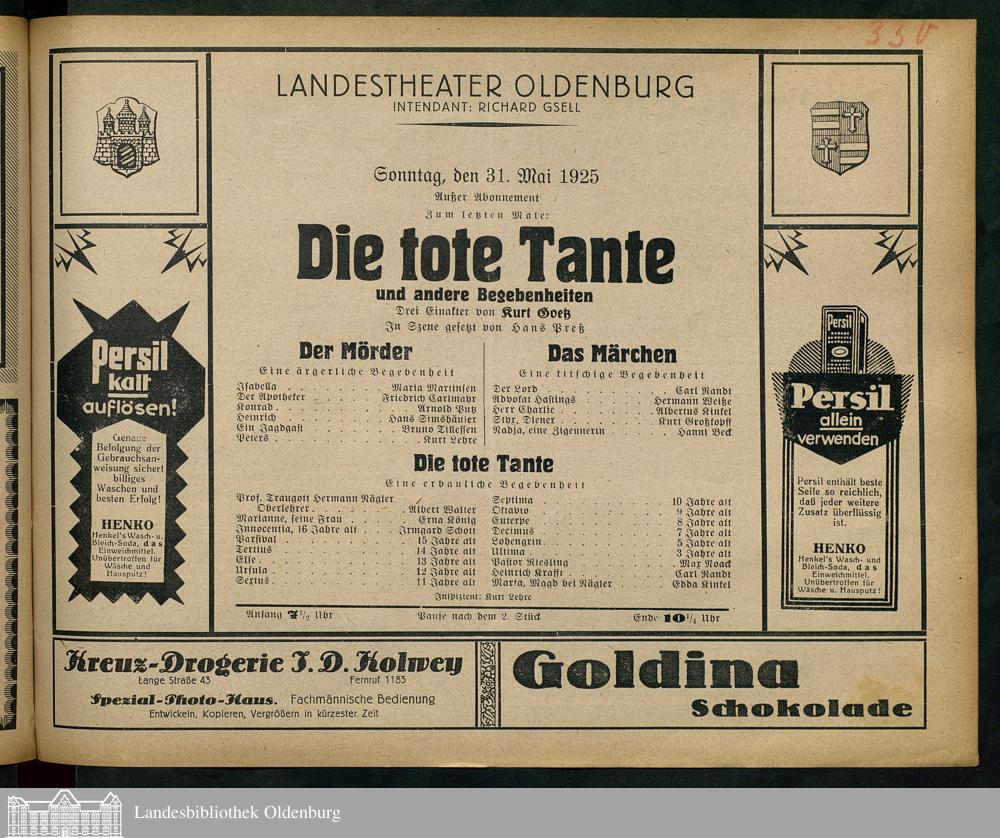 330
LANDESTHEATER OLDENBURG
INTENDANT: RICHARD GSELL
Sonntag, den 31. Mai 1925
Außer Abonnement
Zum letzten Male:
Die tote Tante
und andere Begebenheiten
Drei Einakter von Kurt Goetz
In Szene gesetzt von Hans Preß
Der Mörder
Eine ärgerliche Begebenheit
Isabella . . . Maria Martinsen
Der Apotheker . . . Friedrich Carlmayr
Konrad . . . Arnold Putz
Heinrich . . . Hans Simshäuser
Ein Jagdgast . . . Bruno Tillessen
Peters . . . Kurt Lehre
Das Märchen
Eine kitschige Begebenheit
Der Lord . . . Carl Randt
Advokat Hastings . . . Hermann Weiße
Herr Charlie . . . Albertus Kinkel
Stix, Diener . . . Kurt Großkopff
Nadja, eine Zigeunerin . . . Hanni Beck
Die tote Tante
Eine erbauliche Begebenheit
Prof. Traugott Hermann Nägler
Oberlehrer . . . Albert Walter
Marianne, seine Frau . . . Erna König
Innocentia, 16 Jahre alt . . . Irmgard Schott
Parsival . . . 15 Jahre alt
Tertius . . . 14 Jahre alt
Else . . . 13 Jahre alt
Ursula . . . 12 Jahre alt
Sextus . . . 11 Jahre alt
Septima . . . 10 Jahre alt
Ottavio . . . 9 Jahre alt
Euterpe . . . 8 Jahre alt
Decimus . . . 7 Jahre alt
Lohengrin . . . 5 Jahre alt
Ultima . . . 3 Jahre alt
Pastor Riesling . . . Max Noack
Heinrich Krafft . . . Carl Randt
Marta, Magd bei Nägler . . . Edda Kinkel
Inspizient: Kurt Lehre
Anfang 7 1/2 Uhr Pause nach dem 2. Stück Ende 10 1/4 Uhr
Persil
kalt
auflösen!
Genaue
Befolgung der
Gebrauchsan-
weisung sichert
billiges
Waschen und
besten Erfolg!
HENKO
Henkel's Wasch- u.
Bleich-Soda, das
Einweichmittel.
Unübertroffen für
Wäsche und
Hausputz!
Persil
Persil
allein
verwenden
Persil enthält beste
Seife so reichlich,
daß jeder weitere
Zusatz überflüssig
ist.
HENKO
Henkel's Wasch- und
Bleich-Soda, das
Einweichmittel.
Unübertroffen für
Wäsche u. Hausputz!
Kreuz-Drogerie J. D. Kolwey
Lange Straße 43 Fernruf 1183
Spezial-Photo-Haus. Fachmännische Bedienung
Entwickeln, Kopieren, Vergrößern in kürzester Zeit
Goldina
Schokolade
Landesbibliothek Oldenburg